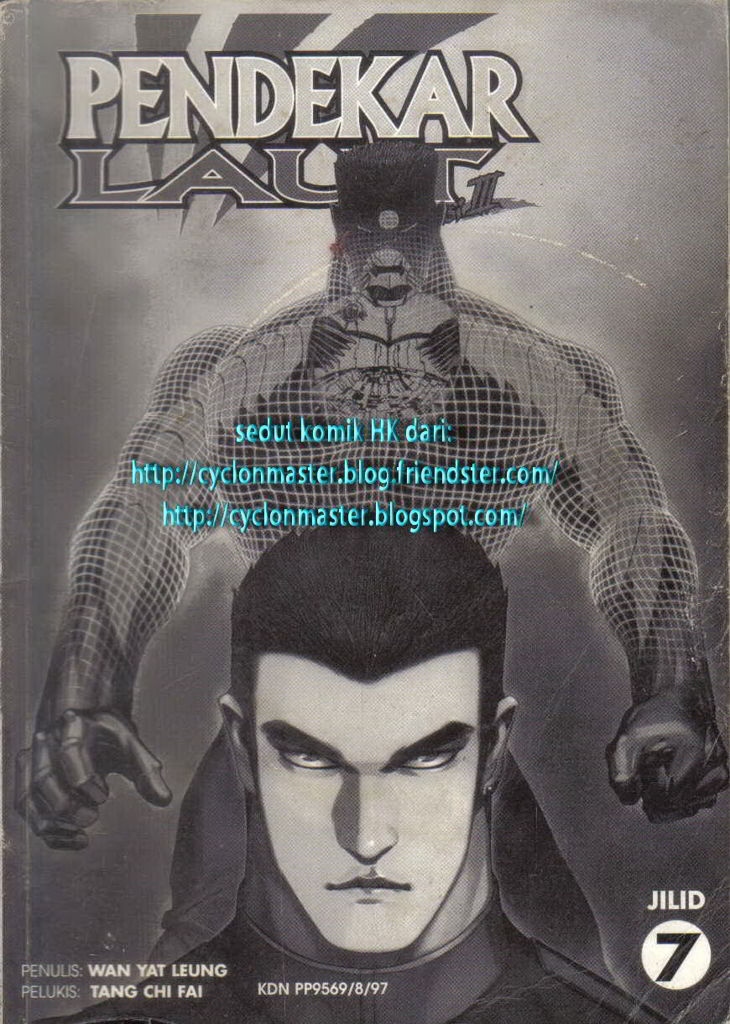 PENDEKAR
LAUT
III
sedut komik HK dari:
http://cyclonmaster.blog.friendster.com/
http://cyclonmaster.blogspot.com/
JILID
7
PENULIS: WAN YAT LEUNG
PELUKIS: TANG CHI FAI
KDN PP9569/8/97